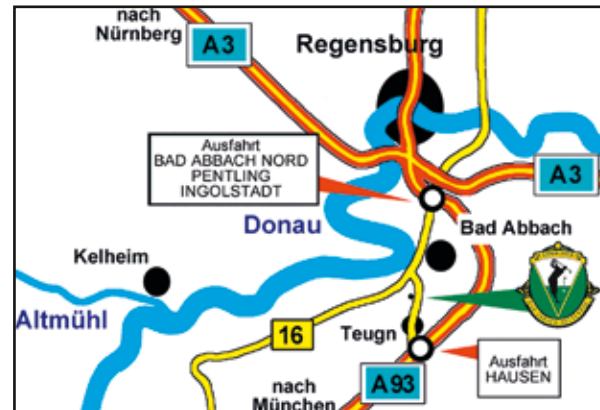 nach
Nürnberg
A3
Regensburg
Ausfahrt
BAD ABBACH NORD
PENTLING
INGOLSTADT
A3
Donau
Bad Abbach
Kelheim
Altmühl
16
Teugn
Ausfahrt
HAUSEN
A93
nach
München